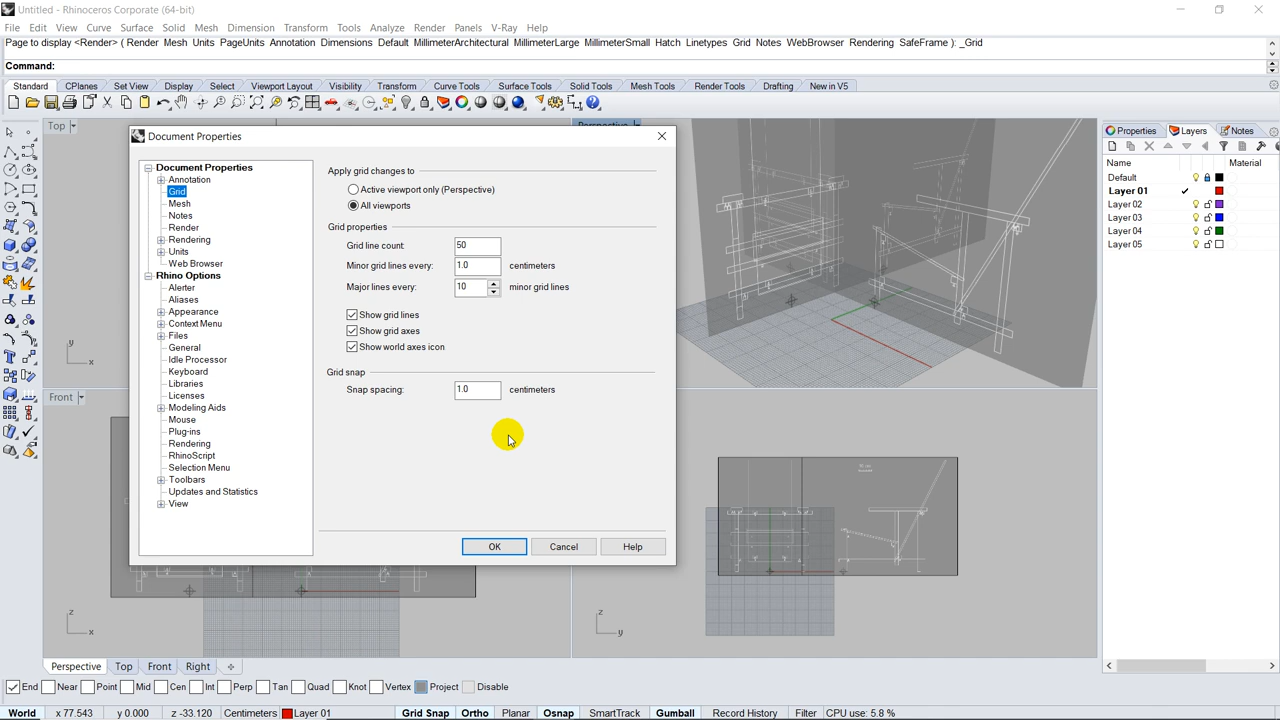 Untitled - Rhinoceros Corporate (64-bit)
File Edit View Curve Surface Solid Mesh Dimension Transform Tools Analyze Render Panels V-Ray Help
Page to display <Render> ( Render Mesh Units PageUnits Annotation Dimensions Default MillimeterArchitectural MillimeterLarge MillimeterSmall Hatch Linetypes Grid Notes WebBrowser Rendering SafeFrame ): _Grid
Command:
Standard CPlanes Set View Display Select Viewport Layout Visibility Transform Curve Tools Surface Tools Solid Tools Mesh Tools Render Tools Drafting New in V5
Top
Perspective
Document Properties
Properties Layers Notes
Name Material
Default
Layer 01
Layer 02
Layer 03
Layer 04
Layer 05
Document Properties
Annotation
Grid
Mesh
Notes
Render
Rendering
Units
Web Browser
Rhino Options
Alerter
Aliases
Appearance
Context Menu
Files
General
Idle Processor
Keyboard
Libraries
Licenses
Modeling Aids
Mouse
Plug-ins
Rendering
RhinoScript
Selection Menu
Toolbars
Updates and Statistics
View
Apply grid changes to
Active viewport only (Perspective)
All viewports
Grid properties
Grid line count: 50
Minor grid lines every: 1.0 centimeters
Major lines every: 10 minor grid lines
Show grid lines
Show grid axes
Show world axes icon
Grid snap
Snap spacing: 1.0 centimeters
OK Cancel Help
y
x
Front
z
x
z
y
Perspective Top Front Right
End Near Point Mid Cen Int Perp Tan Quad Knot Vertex Project Disable
World x 77.543 y 0.000 z -33.120 Centimeters Layer 01 Grid Snap Ortho Planar Osnap SmartTrack Gumball Record History Filter CPU use: 5.8 %